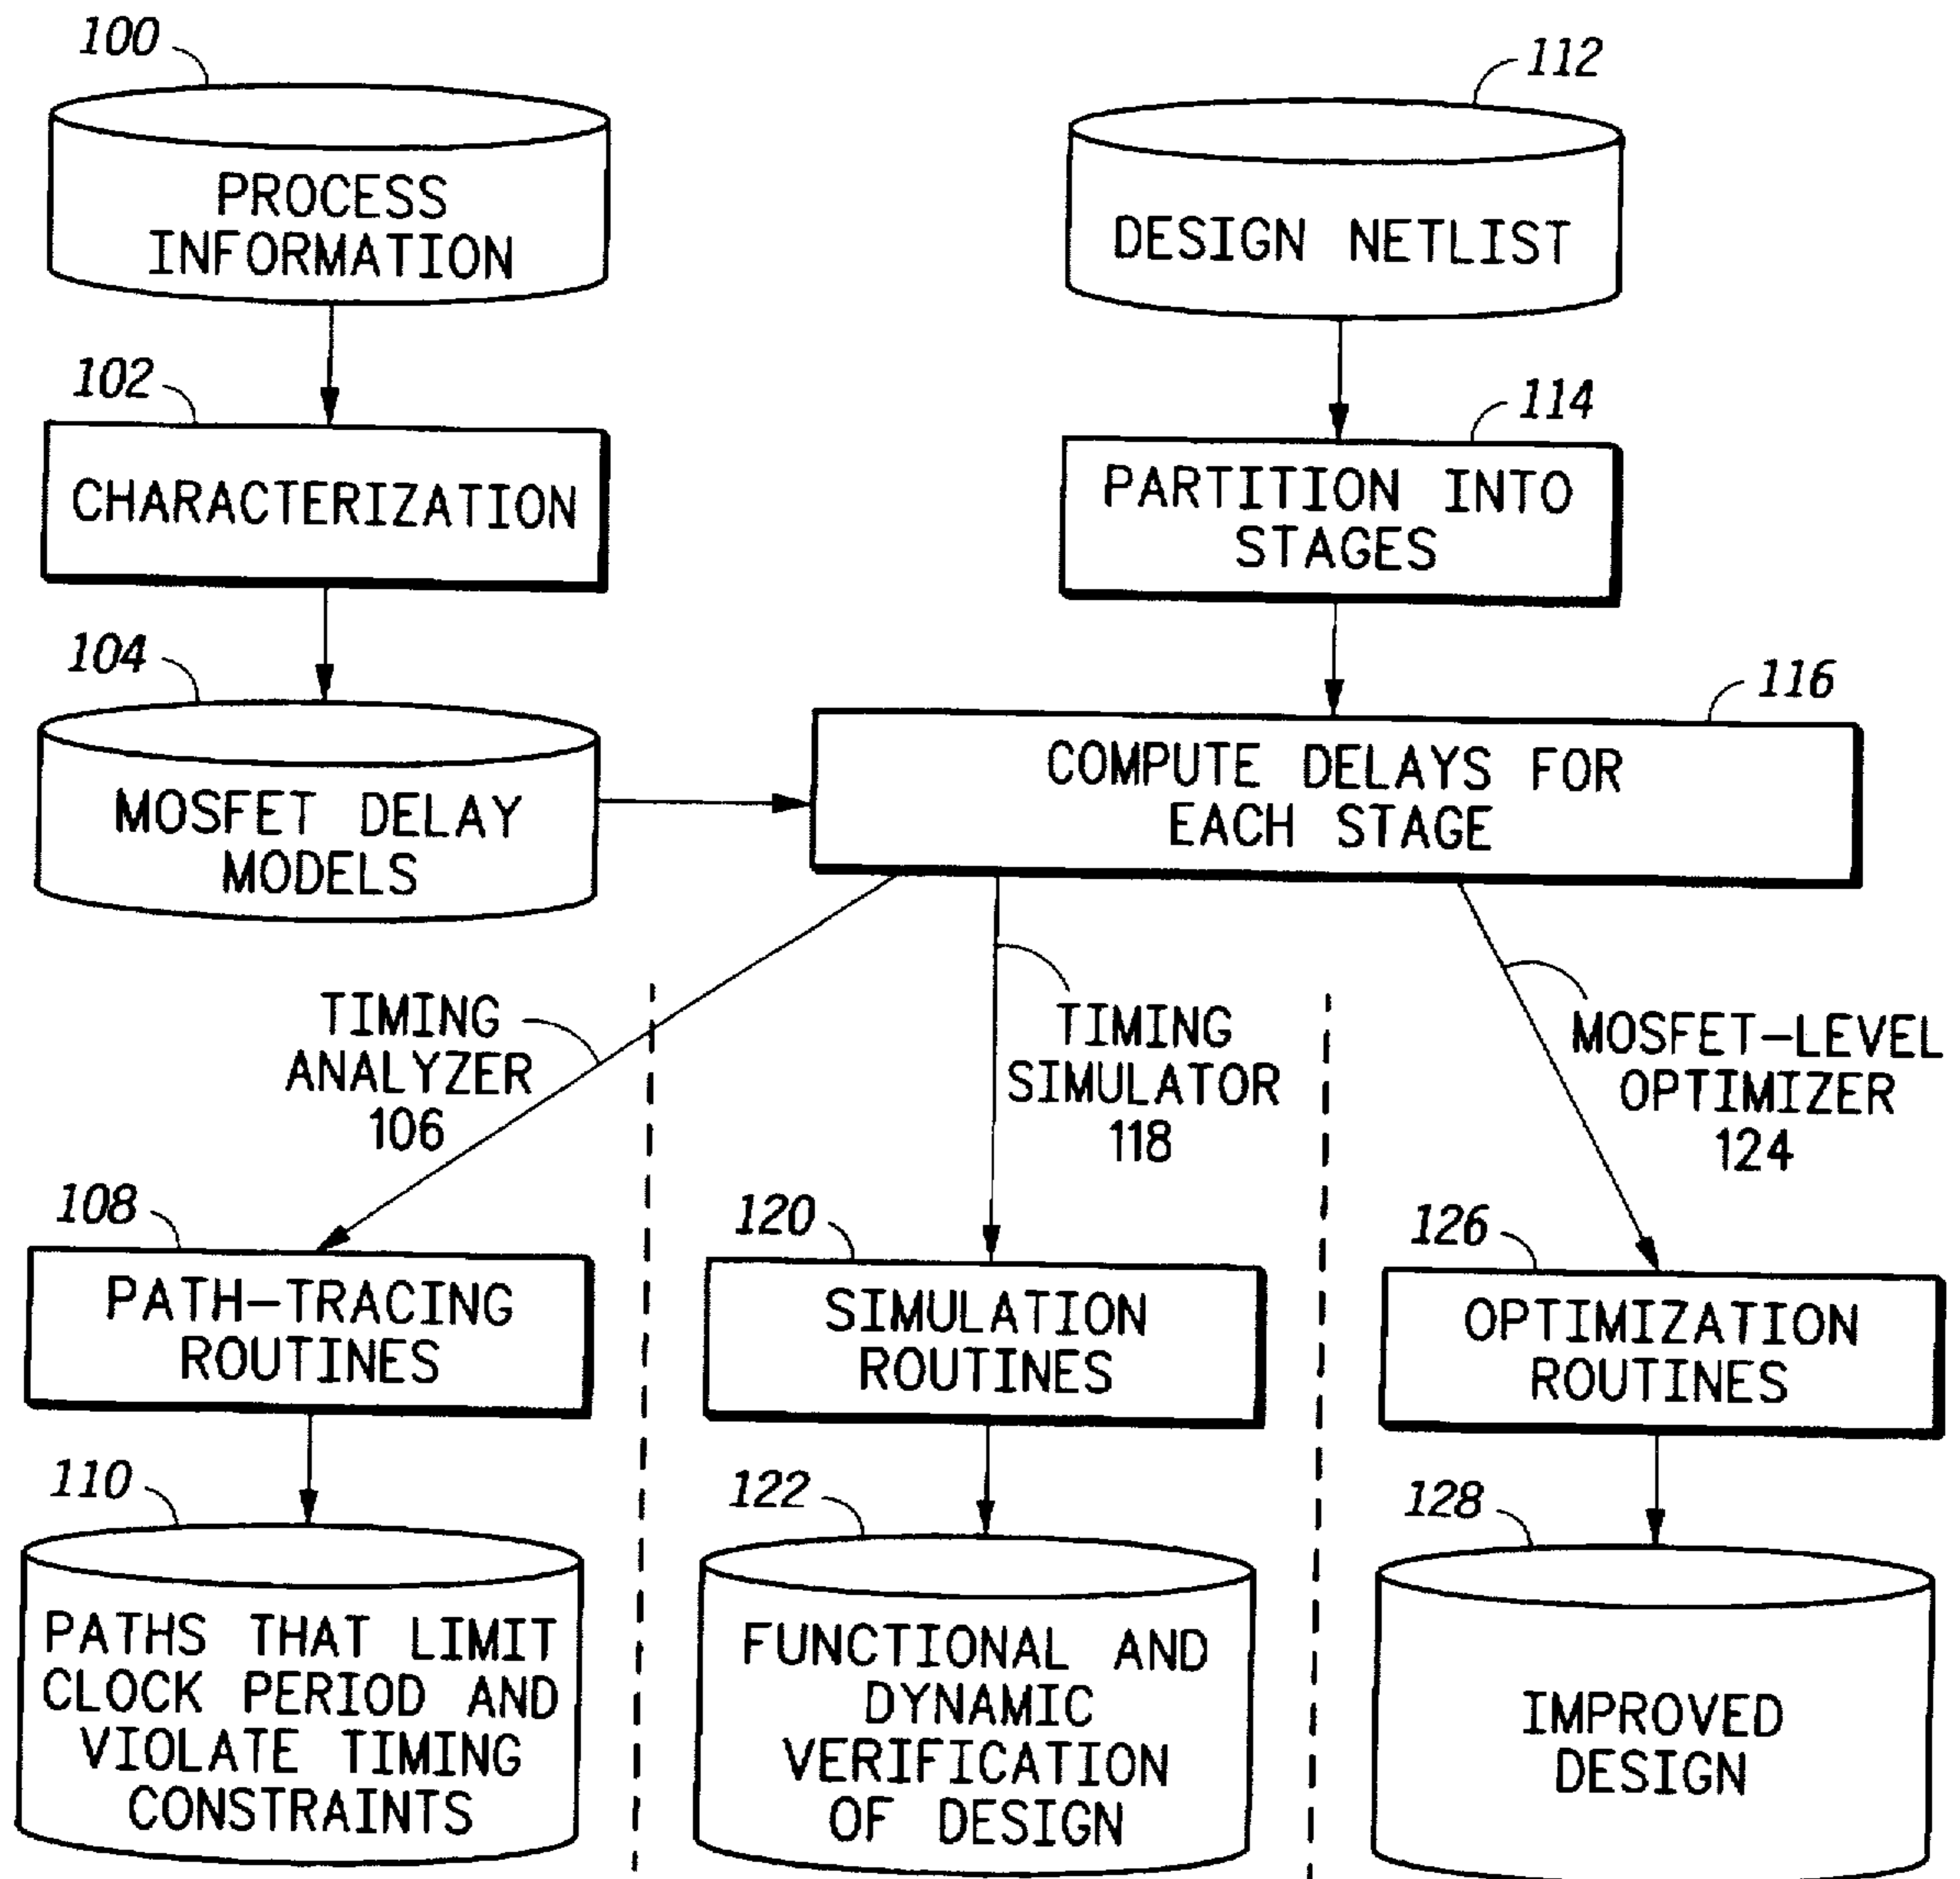 100
PROCESS
INFORMATION
112
DESIGN NETLIST
102
CHARACTERIZATION
114
PARTITION INTO
STAGES
104
MOSFET DELAY
MODELS
116
COMPUTE DELAYS FOR
EACH STAGE
TIMING
ANALYZER
106
TIMING
SIMULATOR
118
MOSFET-LEVEL
OPTIMIZER
124
108
PATH-TRACING
ROUTINES
120
SIMULATION
ROUTINES
126
OPTIMIZATION
ROUTINES
110
PATHS THAT LIMIT
CLOCK PERIOD AND
VIOLATE TIMING
CONSTRAINTS
122
FUNCTIONAL AND
DYNAMIC
VERIFICATION
OF DESIGN
128
IMPROVED
DESIGN